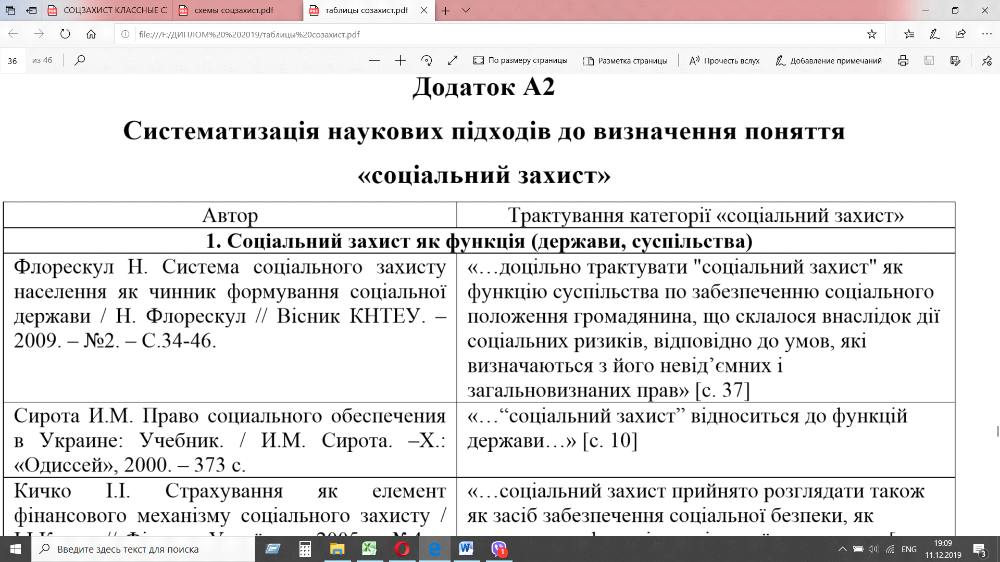 СОЦЗАХИСТ КЛАССНЫЕ С
схемы соцзахист.pdf
таблицы созахист.pdf
file:///F:/ДИПЛОМ%20%202019/таблицы%20созахист.pdf
36 из 46
По размеру страницы
Разметка страницы
Прочесть вслух
Добавление примечаний
Додаток А2
Систематизація наукових підходів до визначення поняття
«соціальний захист»
Автор
Трактування категорії «соціальний захист»
1. Соціальний захист як функція (держави, суспільства)
Флорескул Н. Система соціального захисту
населення як чинник формування соціальної
держави / Н. Флорескул // Вісник КНТЕУ. –
2009. – №2. – С.34-46.
«…доцільно трактувати "соціальний захист" як
функцію суспільства по забезпеченню соціального
положення громадянина, що склалося внаслідок дії
соціальних ризиків, відповідно до умов, які
визначаються з його невід’ємних і
загальновизнаних прав» [с. 37]
Сирота И.М. Право социального обеспечения
в Украине: Учебник. / И.М. Сирота. –Х.:
«Одиссей», 2000. – 373 с.
«…“соціальний захист” відноситься до функцій
держави…» [с. 10]
Кичко І.І. Страхування як елемент
фінансового механізму соціального захисту /
«…соціальний захист прийнято розглядати також
як засіб забезпечення соціальної безпеки, як
Введите здесь текст для поиска
1
ENG
19:09
11.12.2019
3